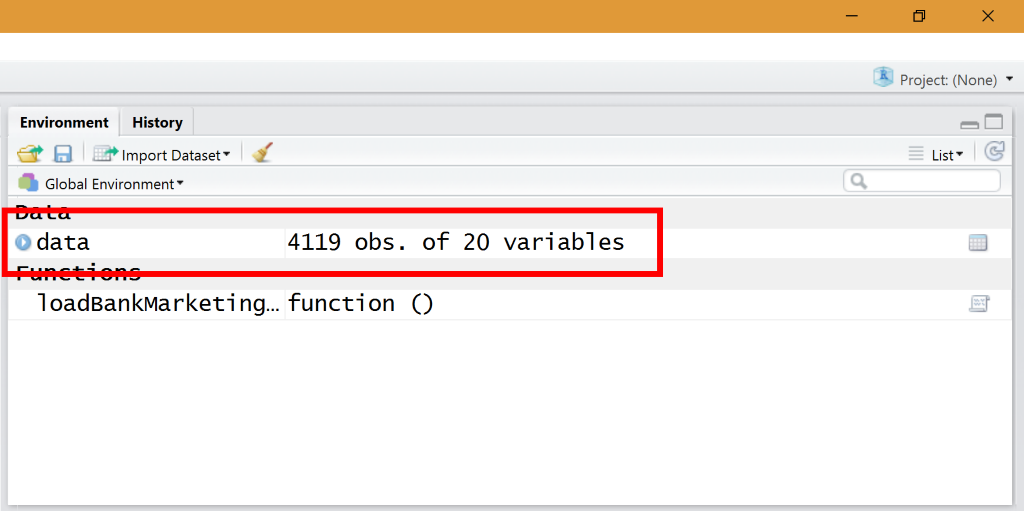 Project: (None)
Environment History
Import Dataset List
Global Environment
Data
data 4119 obs. of 20 variables
Functions
loadBankMarketing… function ()